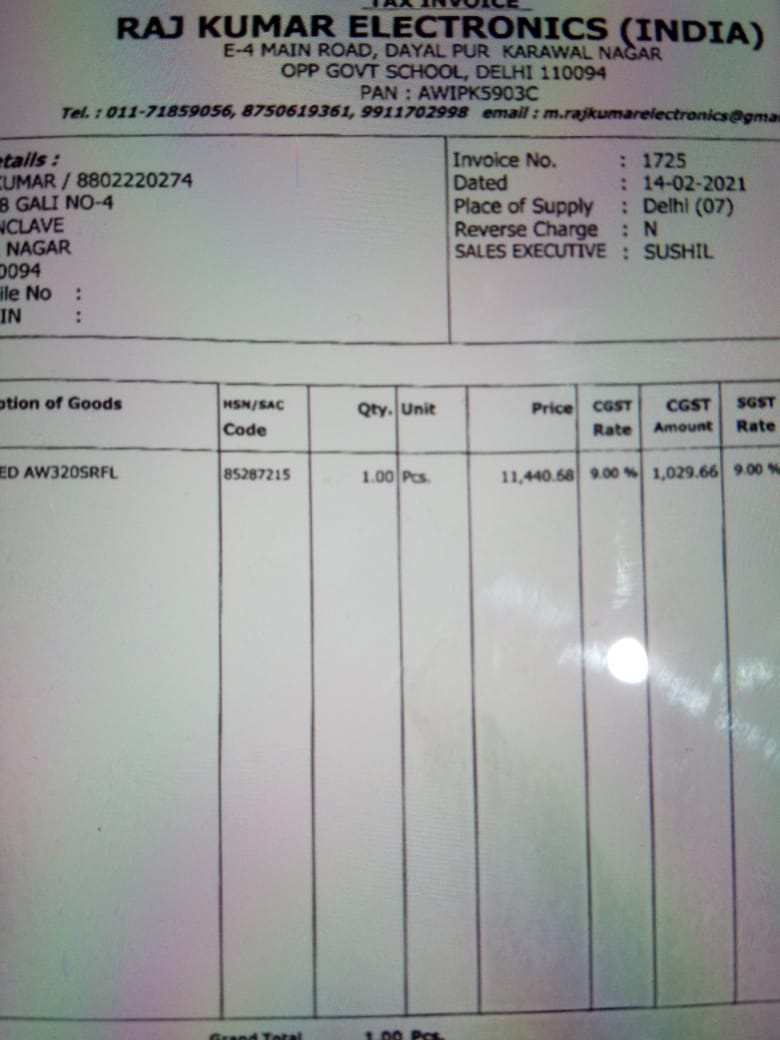 TAX INVOICE
RAJ KUMAR ELECTRONICS (INDIA)
E-4 MAIN ROAD, DAYAL PUR KARAWAL NAGAR
OPP GOVT SCHOOL, DELHI 110094
PAN : AWIPK5903C
Tel. : 011-71859056, 8750619361, 9911702998 email : m.rajkumarelectronics@gma
etails :
KUMAR / 8802220274
8 GALI NO-4
NCLAVE
NAGAR
0094
ile No :
IN :
Invoice No. : 1725
Dated : 14-02-2021
Place of Supply : Delhi (07)
Reverse Charge : N
SALES EXECUTIVE : SUSHIL
ption of Goods HSN/SAC Code Qty. Unit Price CGST Rate CGST Amount SGST Rate
ED AW320SRFL 85287215 1.00 Pcs. 11,440.68 9.00 % 1,029.66 9.00 %
Grand Total 1.00 Pcs.